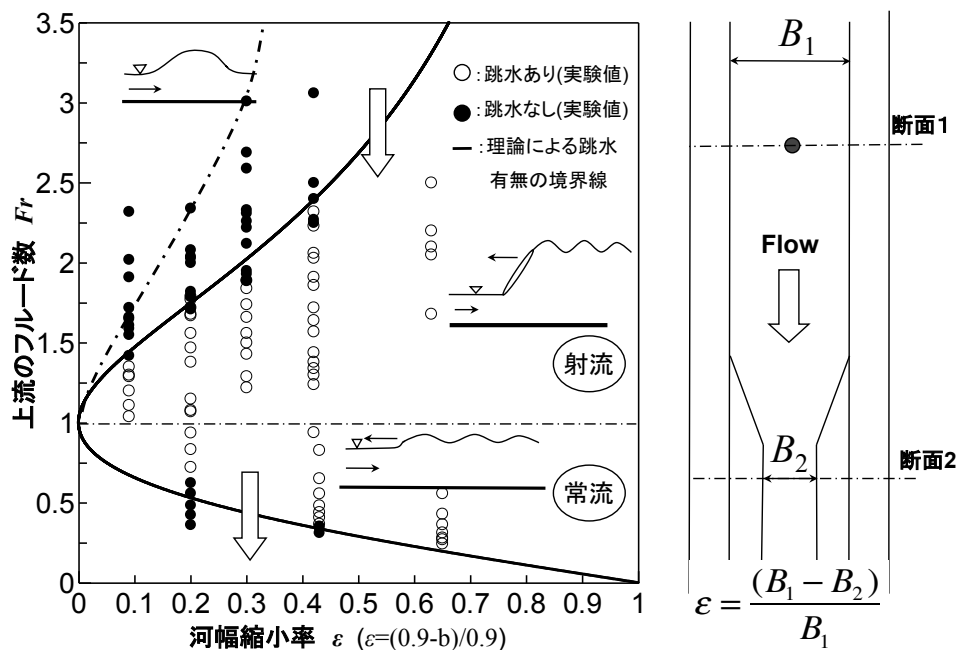 上流のフルード数 Fr
3.5
3
2.5
2
1.5
1
0.5
0
0 0.1 0.2 0.3 0.4 0.5 0.6 0.7 0.8 0.9 1
河幅縮小率 ε (ε=(0.9-b)/0.9)
○:跳水あり(実験値)
●:跳水なし(実験値)
ー:理論による跳水
有無の境界線
射流
常流
B₁
断面1
Flow
B₂
断面2
ε = (B₁ − B₂) / B₁